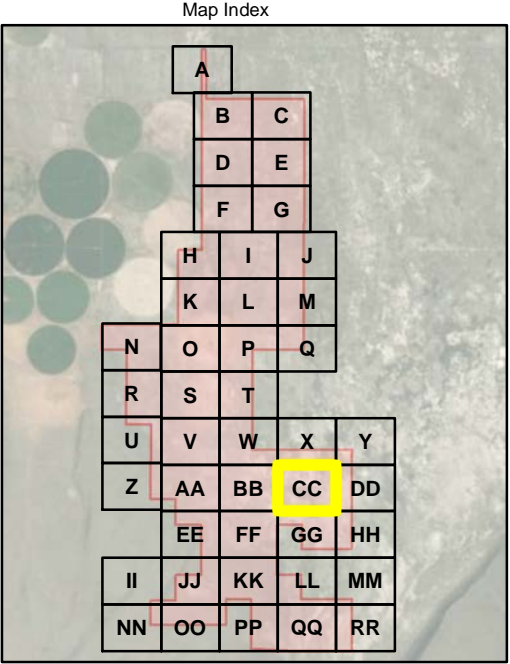 Map Index
A
B C
D E
F G
H I J
K L M
N O P Q
R S T
U V W X Y
Z AA BB CC DD
EE FF GG HH
II JJ KK LL MM
NN OO PP QQ RR